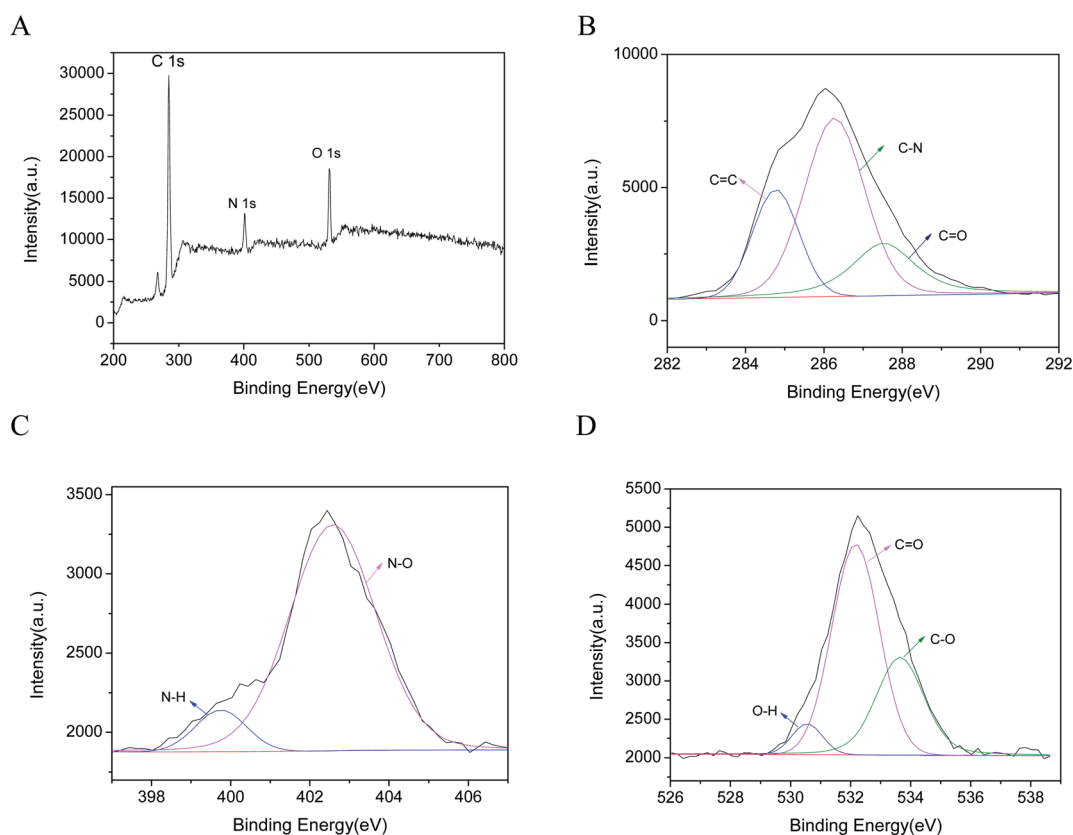 A
C 1s
O 1s
N 1s
30000
25000
20000
15000
10000
5000
0
200 300 400 500 600 700 800
Intensity(a.u.)
Binding Energy(eV)
B
10000
5000
0
C-N
C=C
C=O
282 284 286 288 290 292
Intensity(a.u.)
Binding Energy(eV)
C
3500
3000
2500
2000
N-O
N-H
398 400 402 404 406
Intensity(a.u.)
Binding Energy(eV)
D
5500
5000
4500
4000
3500
3000
2500
2000
C=O
C-O
O-H
526 528 530 532 534 536 538
Intensity(a.u.)
Binding Energy(eV)